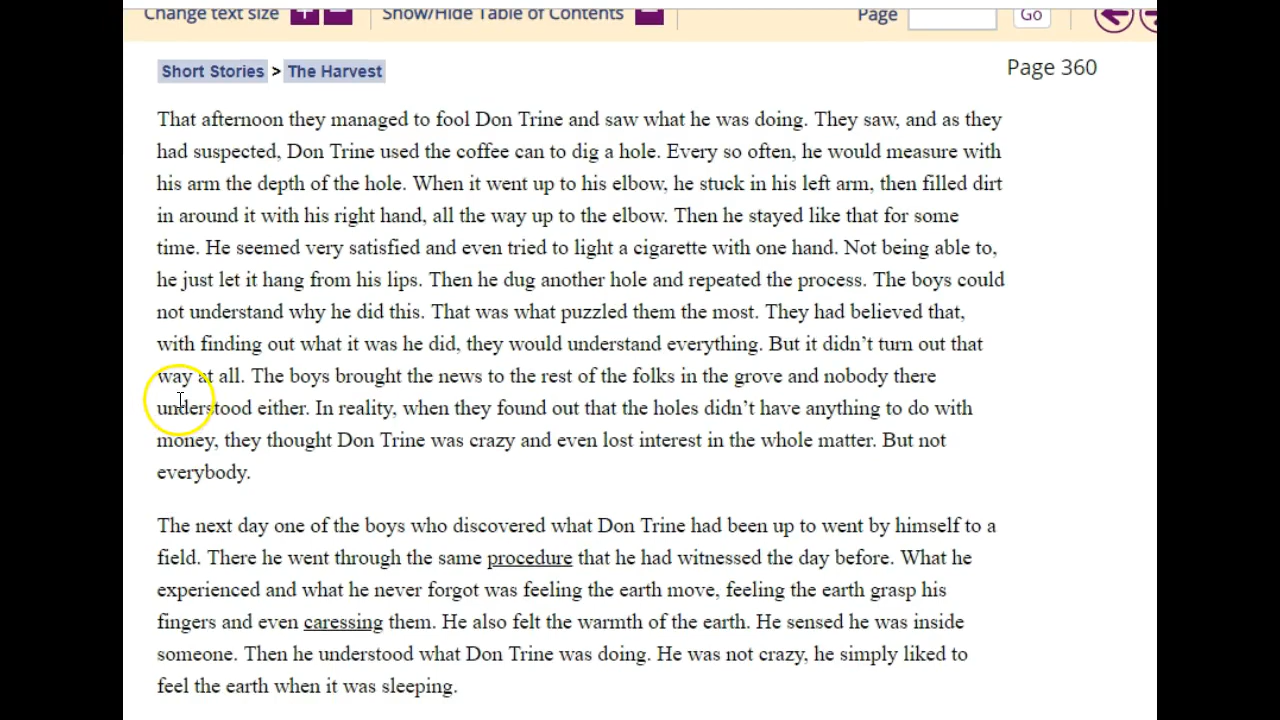 Change text size
Show/Hide Table of Contents
Page
Go
Short Stories > The Harvest
Page 360
That afternoon they managed to fool Don Trine and saw what he was doing. They saw, and as they
had suspected, Don Trine used the coffee can to dig a hole. Every so often, he would measure with
his arm the depth of the hole. When it went up to his elbow, he stuck in his left arm, then filled dirt
in around it with his right hand, all the way up to the elbow. Then he stayed like that for some
time. He seemed very satisfied and even tried to light a cigarette with one hand. Not being able to,
he just let it hang from his lips. Then he dug another hole and repeated the process. The boys could
not understand why he did this. That was what puzzled them the most. They had believed that,
with finding out what it was he did, they would understand everything. But it didn’t turn out that
way at all. The boys brought the news to the rest of the folks in the grove and nobody there
understood either. In reality, when they found out that the holes didn’t have anything to do with
money, they thought Don Trine was crazy and even lost interest in the whole matter. But not
everybody.
The next day one of the boys who discovered what Don Trine had been up to went by himself to a
field. There he went through the same procedure that he had witnessed the day before. What he
experienced and what he never forgot was feeling the earth move, feeling the earth grasp his
fingers and even caressing them. He also felt the warmth of the earth. He sensed he was inside
someone. Then he understood what Don Trine was doing. He was not crazy, he simply liked to
feel the earth when it was sleeping.